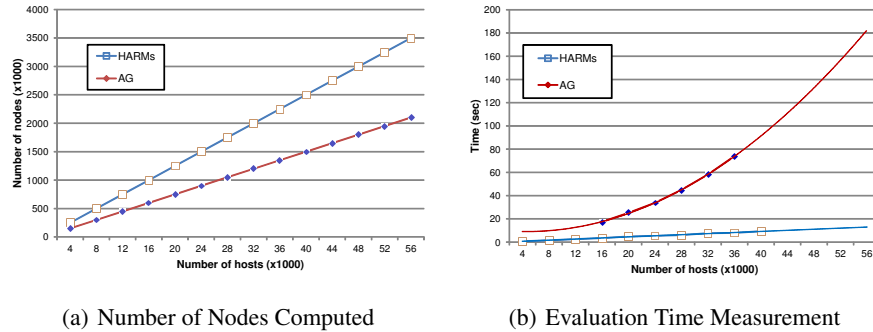 4000
3500
3000
2500
2000
1500
1000
500
0
Number of nodes (x1000)
HARMs
AG
4 8 12 16 20 24 28 32 36 40 44 48 52 56
Number of hosts (x1000)
(a) Number of Nodes Computed
200
180
160
140
120
100
80
60
40
20
0
Time (sec)
HARMs
AG
4 8 12 16 20 24 28 32 36 40 44 48 52 56
Number of hosts (x1000)
(b) Evaluation Time Measurement